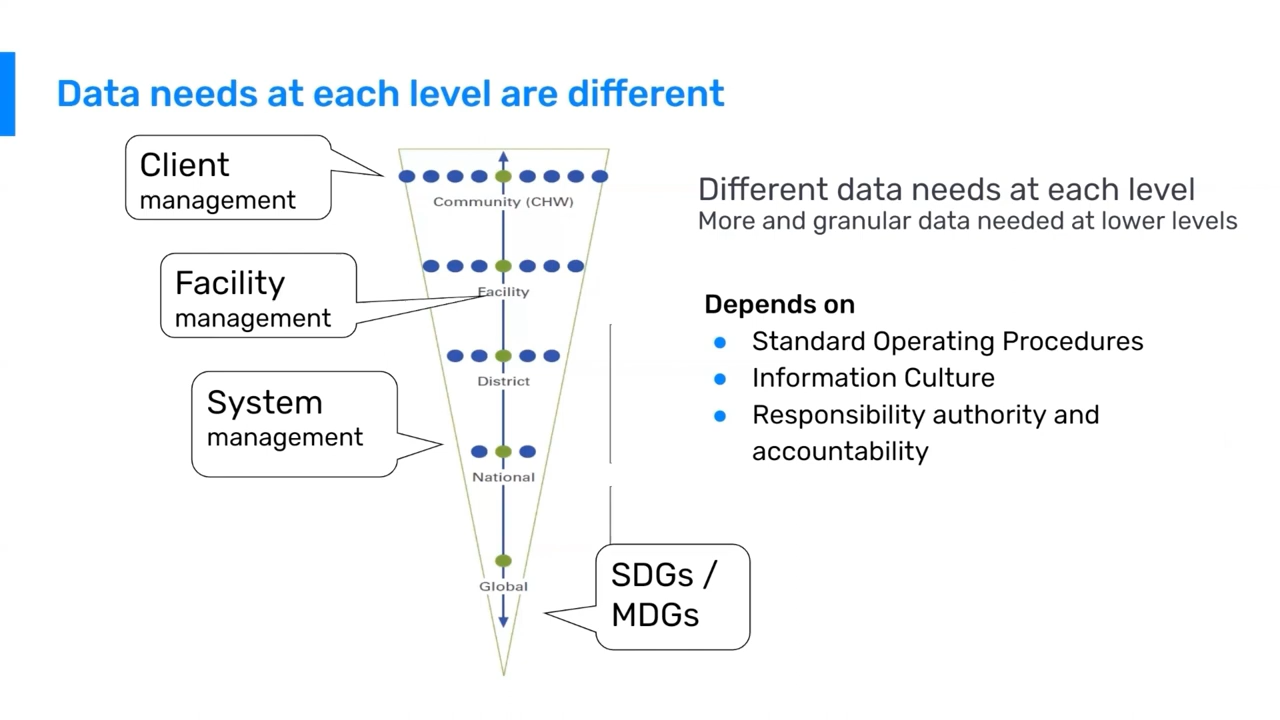 Data needs at each level are different
Client
management
Community (CHW)
Facility
management
Facility
District
System
management
National
Global
SDGs /
MDGs
Different data needs at each level
More and granular data needed at lower levels
Depends on
Standard Operating Procedures
Information Culture
Responsibility authority and
accountability